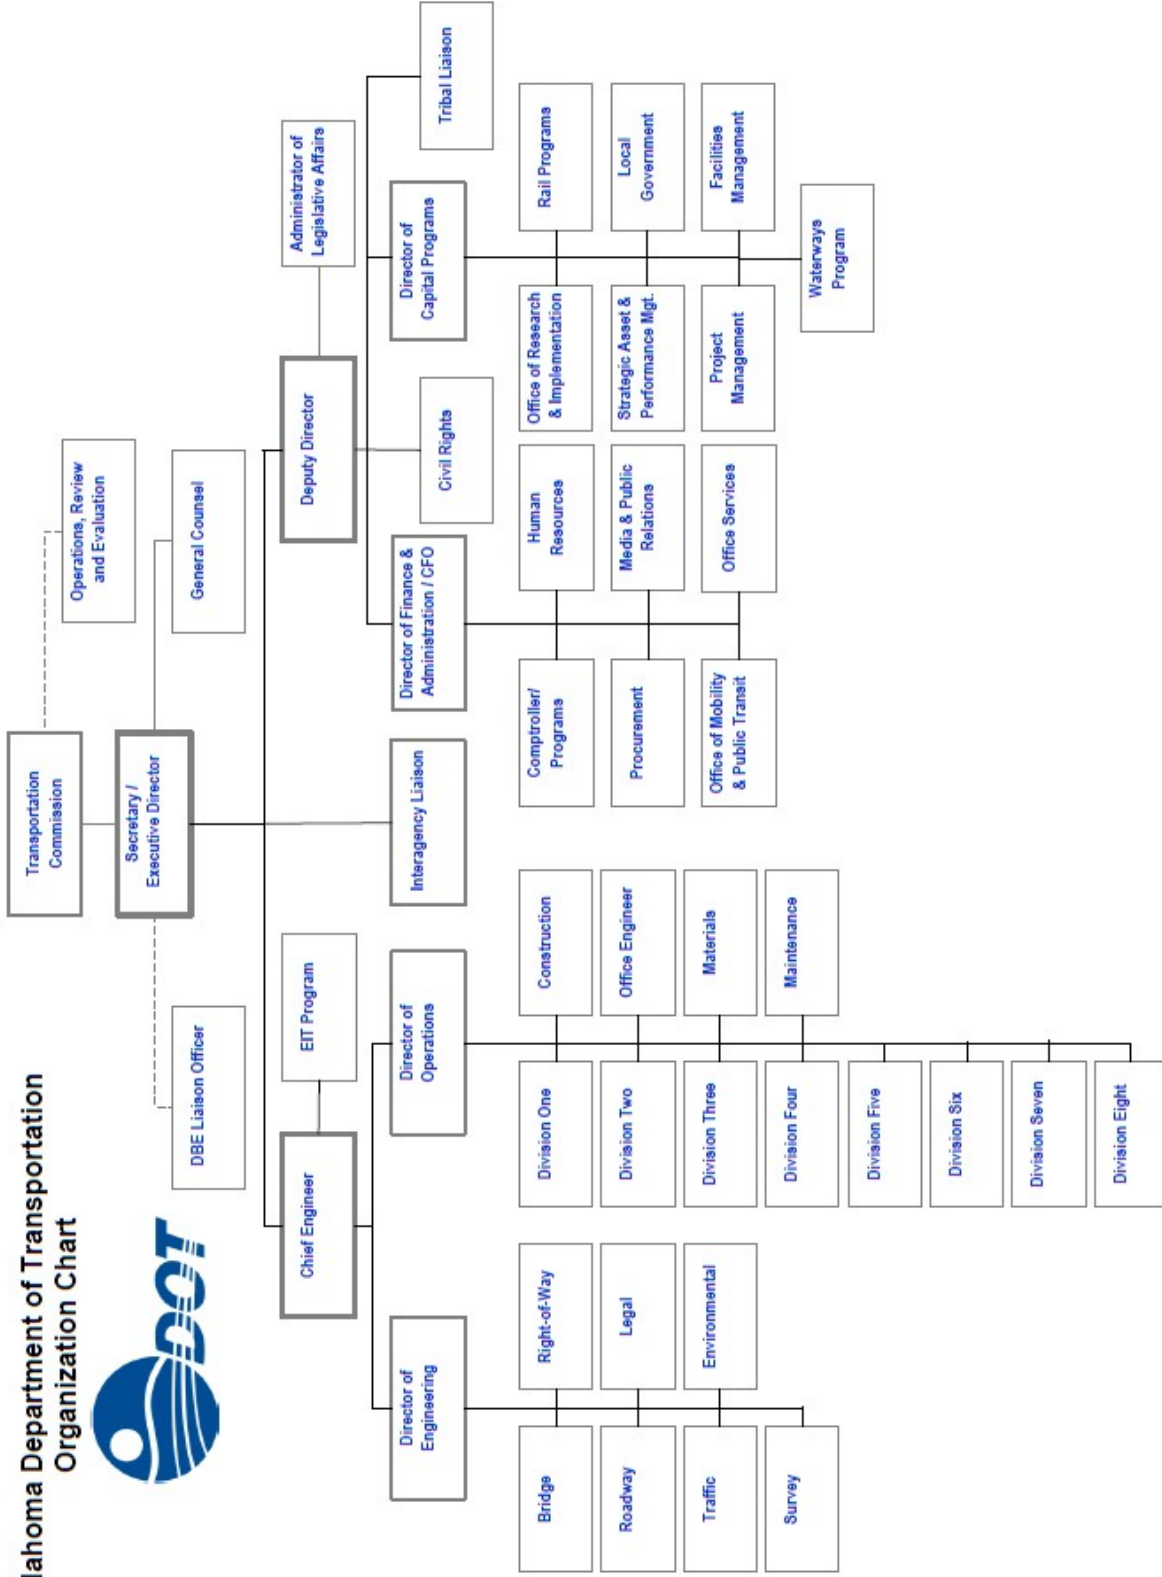 lahoma Department of Transportation
Organization Chart
DOT
Transportation
Commission
Operations, Review
and Evaluation
Secretary /
Executive Director
DBE Liaison Officer
General Counsel
Chief Engineer
EIT Program
Deputy Director
Administrator of
Legislative Affairs
Director of
Engineering
Director of
Operations
Interagency Liaison
Director of Finance &
Administration / CFO
Civil Rights
Director of
Capital Programs
Tribal Liaison
Bridge
Right-of-Way
Roadway
Legal
Traffic
Environmental
Survey
Division One
Construction
Division Two
Office Engineer
Division Three
Materials
Division Four
Maintenance
Division Five
Division Six
Division Seven
Division Eight
Comptroller/
Programs
Human
Resources
Procurement
Media & Public
Relations
Office of Mobility
& Public Transit
Office Services
Office of Research
& Implementation
Rail Programs
Strategic Asset &
Performance Mgt.
Local
Government
Project
Management
Facilities
Management
Waterways
Program